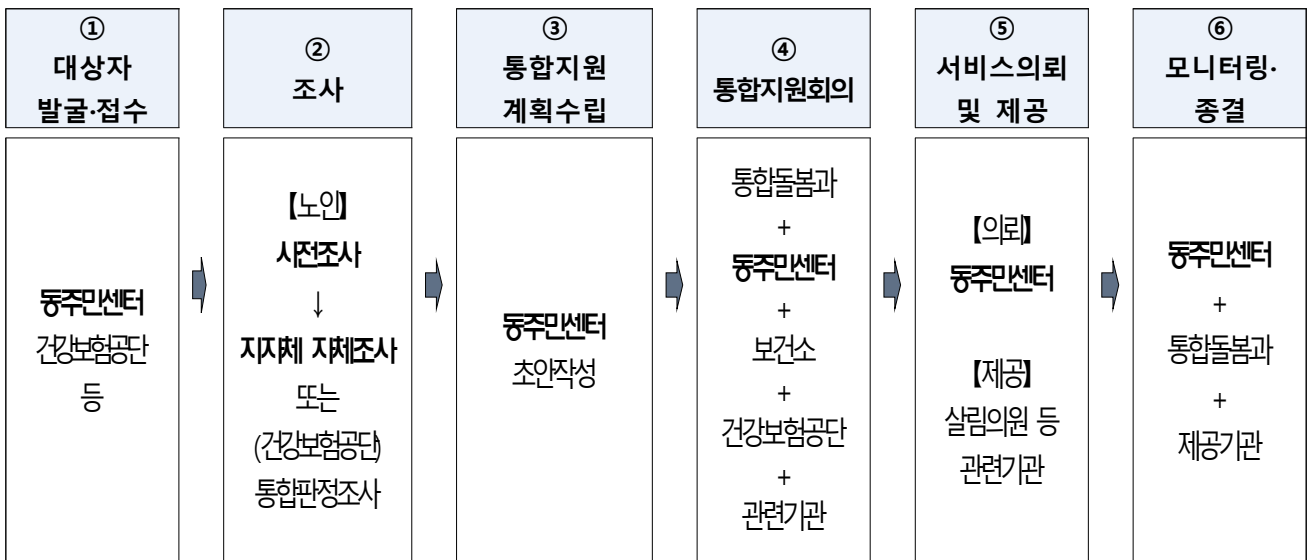 ①
대상자
발굴·접수
②
조사
③
통합지원
계획수립
④
통합지원회의
⑤
서비스의뢰
및 제공
⑥
모니터링·
종결
동주민센터
건강보험공단
등
【노인】
사전조사
↓
지자체 자체조사
또는
(건강보험공단)
통합판정조사
동주민센터
초안작성
통합돌봄과
+
동주민센터
+
보건소
+
건강보험공단
+
관련기관
【의뢰】
동주민센터
【제공】
살림의원 등
관련기관
동주민센터
+
통합돌봄과
+
제공기관